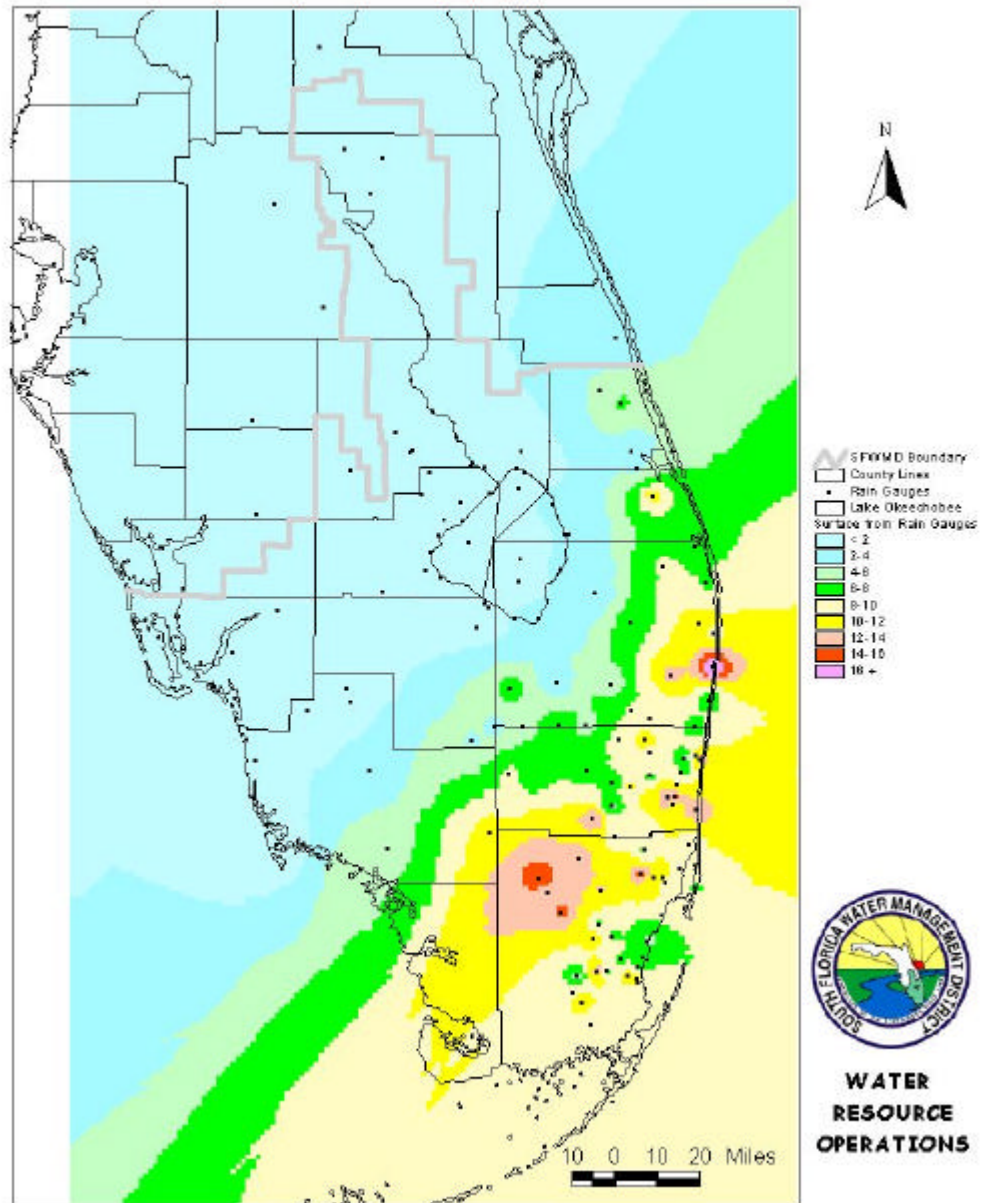 N
SFWMD Boundary
County Lines
Rain Gauges
Lake Okeechobee
Surface from Rain Gauges
< 2
2-4
4-6
6-8
8-10
10-12
12-14
14-16
16 +
SOUTH FLORIDA WATER MANAGEMENT DISTRICT
WATER
RESOURCE
OPERATIONS
10 0 10 20 Miles